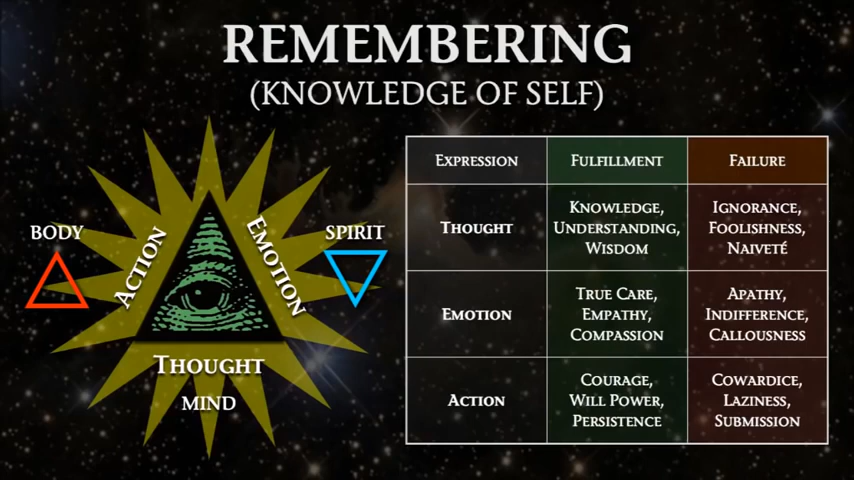 REMEMBERING
(KNOWLEDGE OF SELF)
BODY
ACTION
EMOTION
SPIRIT
THOUGHT
MIND
EXPRESSION
FULFILLMENT
FAILURE
THOUGHT
KNOWLEDGE,
UNDERSTANDING,
WISDOM
IGNORANCE,
FOOLISHNESS,
NAIVETÉ
EMOTION
TRUE CARE,
EMPATHY,
COMPASSION
APATHY,
INDIFFERENCE,
CALLOUSNESS
ACTION
COURAGE,
WILL POWER,
PERSISTENCE
COWARDICE,
LAZINESS,
SUBMISSION